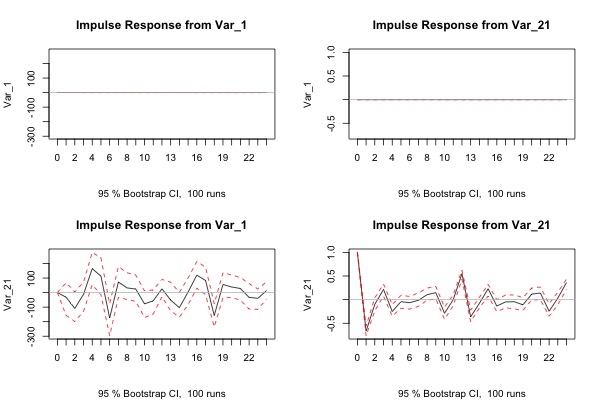 Impulse Response from Var_1
Var_1
100
-100
-300
0 2 4 6 8 10 13 16 19 22
95 % Bootstrap CI, 100 runs
Impulse Response from Var_21
Var_1
1.0
0.5
-0.5
0 2 4 6 8 10 13 16 19 22
95 % Bootstrap CI, 100 runs
Impulse Response from Var_1
Var_21
100
-100
-300
0 2 4 6 8 10 13 16 19 22
95 % Bootstrap CI, 100 runs
Impulse Response from Var_21
Var_21
1.0
0.5
-0.5
0 2 4 6 8 10 13 16 19 22
95 % Bootstrap CI, 100 runs